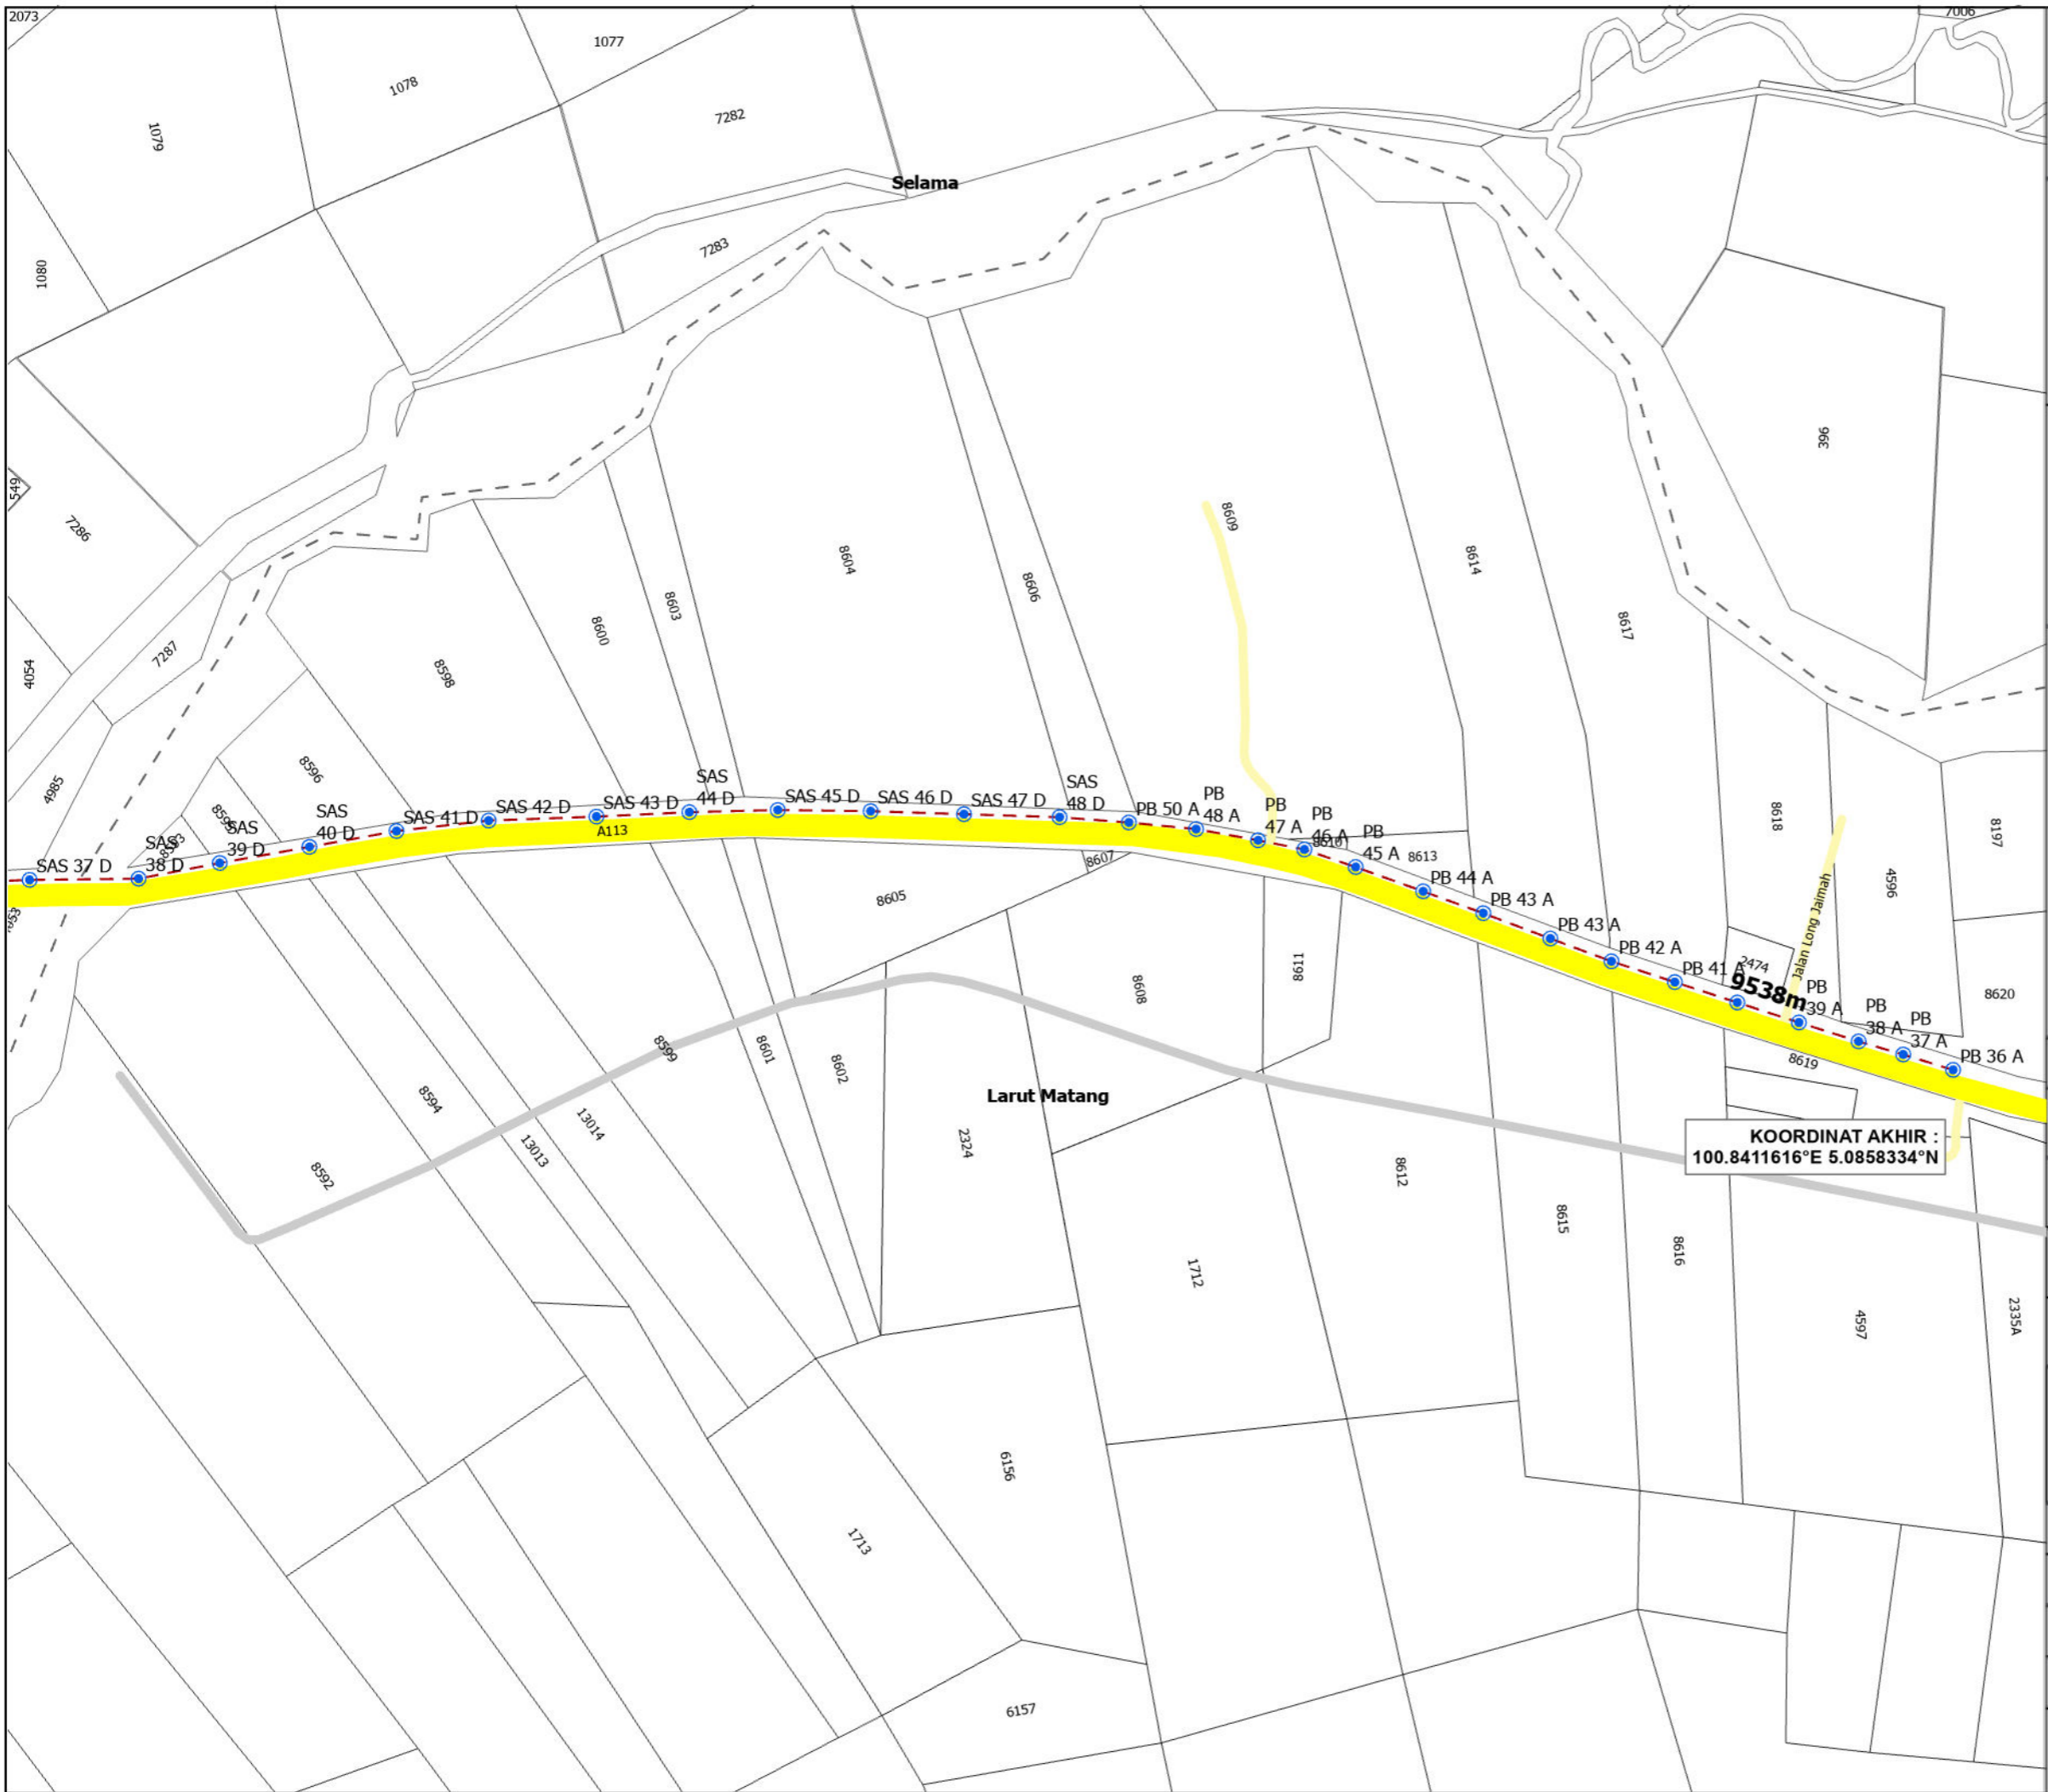 2073
7006
1077
1078
7282
1079
Selama
7283
1080
396
549
7286
8609
8604
8614
8606
8603
8600
8617
7287
8598
4054
8596
4985
SAS
44 D
SAS 45 D
SAS 46 D
SAS 47 D
SAS
48 D
PB 50 A
PB
48 A
PB
47 A
PB
46 A
8610
PB
45 A
8613
SAS 43 D
A113
SAS 42 D
SAS 41 D
SAS
40 D
SAS
39 D
SAS
38 D
SAS 37 D
8618
8197
8607
8605
4596
PB 44 A
PB 43 A
PB 43 A
PB 42 A
PB 41 A
2474
Jalan Long Jaimah
9538m
PB
39 A
PB
38 A
PB
37 A
PB 36 A
8619
8620
8611
8608
8599
8601
8602
8594
Larut Matang
13014
13013
2324
8592
8612
KOORDINAT AKHIR :
100.8411616°E 5.0858334°N
8615
8616
1712
4597
2335A
6156
1713
6157